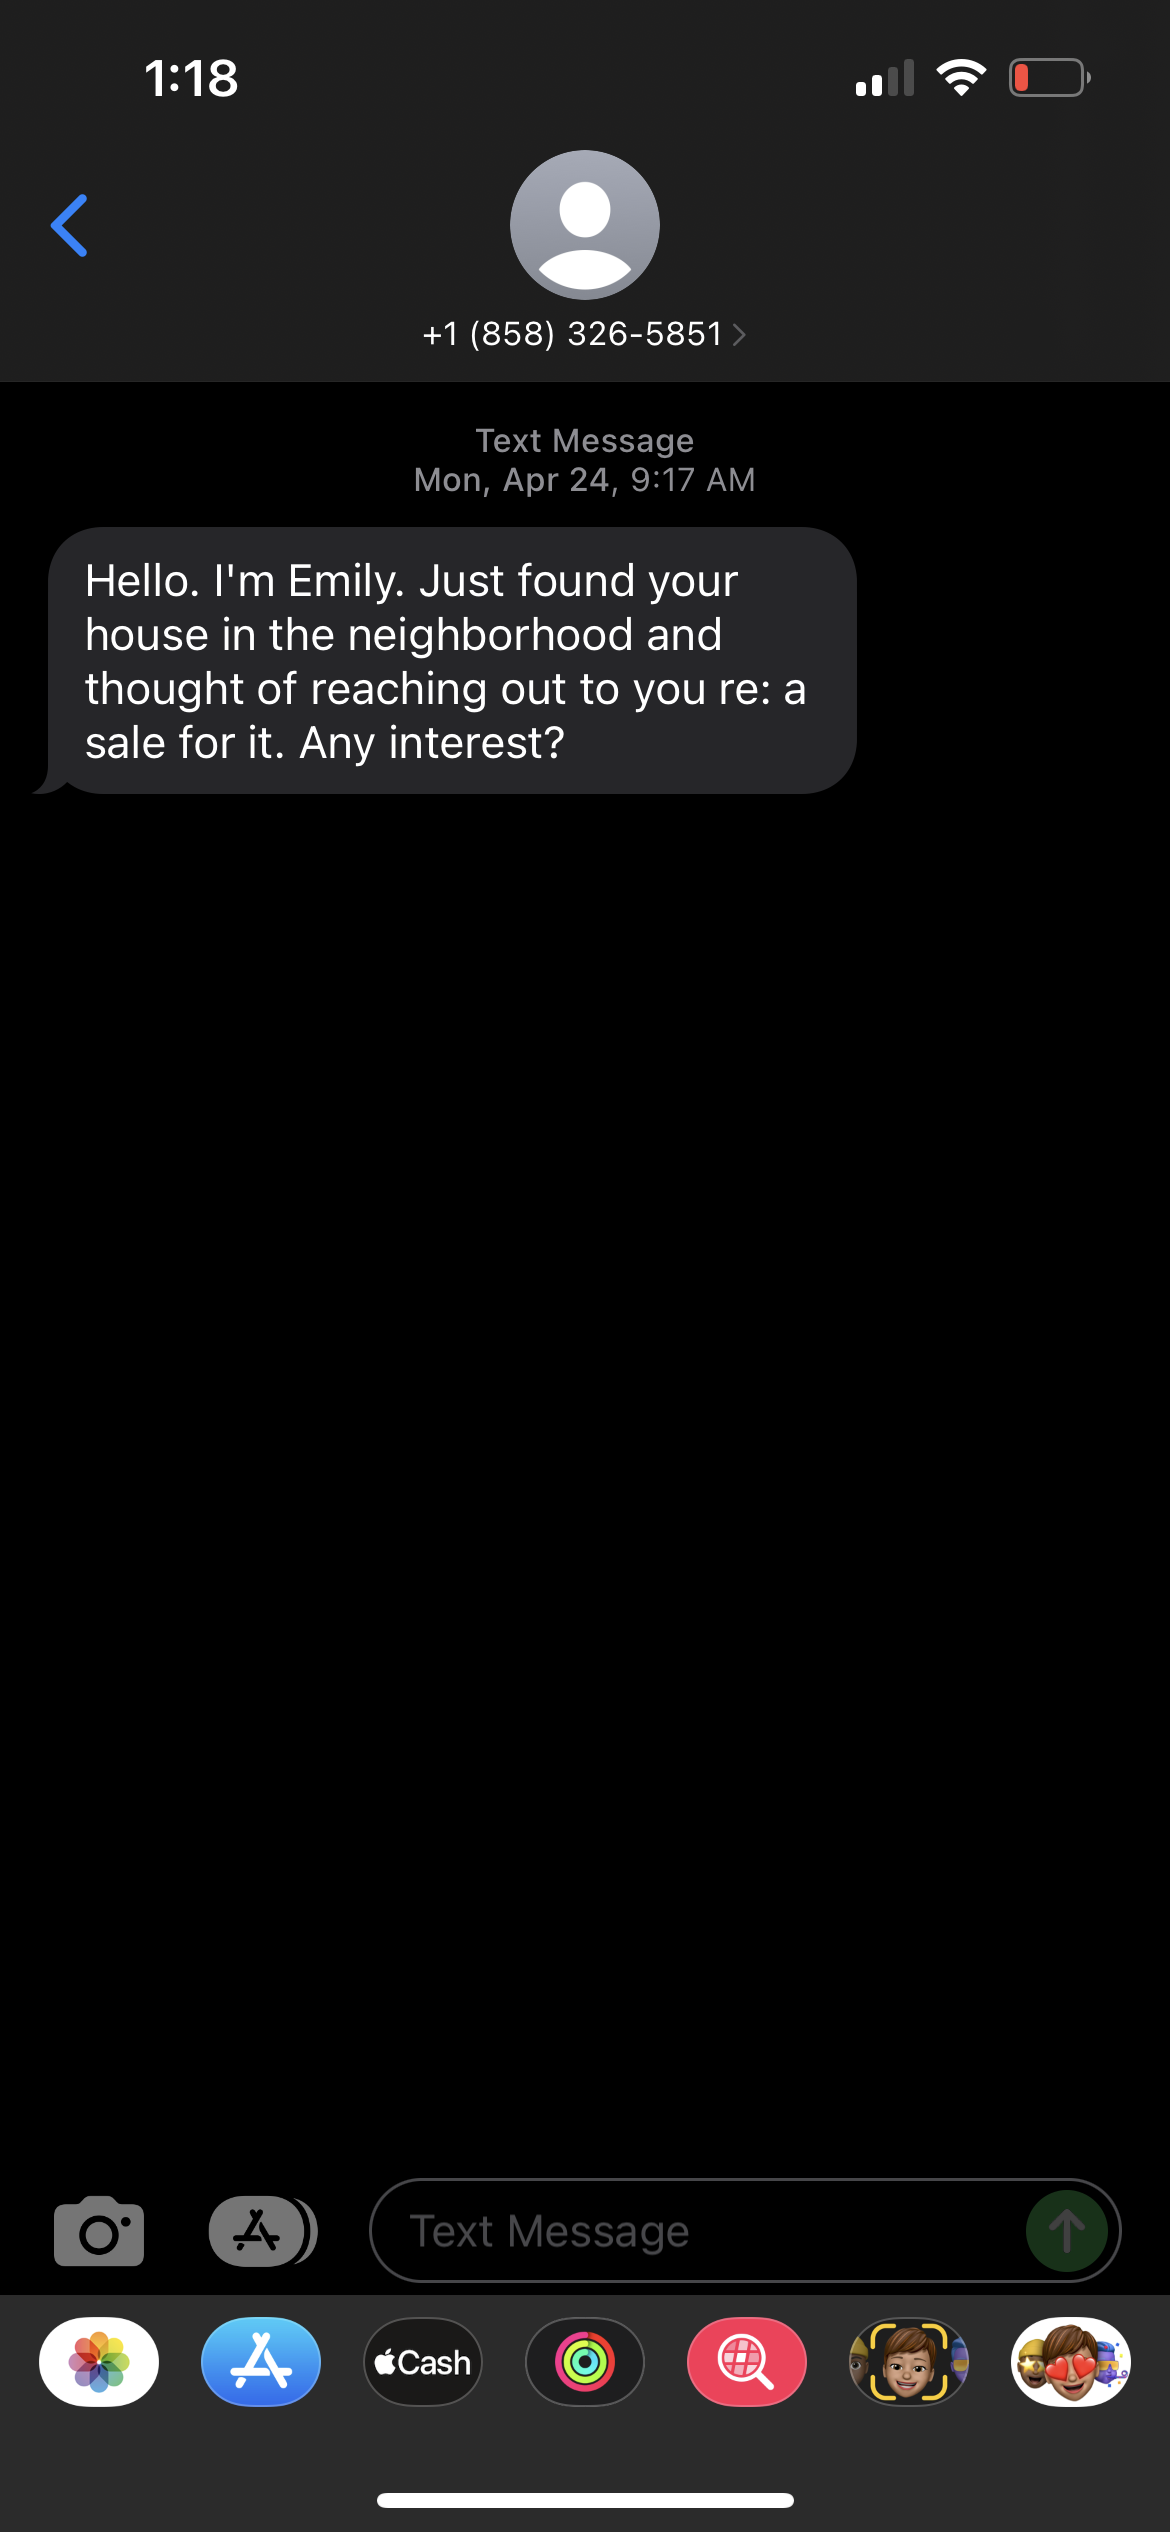 1:18
+1 (858) 326-5851
Text Message
Mon, Apr 24, 9:17 AM
Hello. I'm Emily. Just found your
house in the neighborhood and
thought of reaching out to you re: a
sale for it. Any interest?
Text Message
Cash